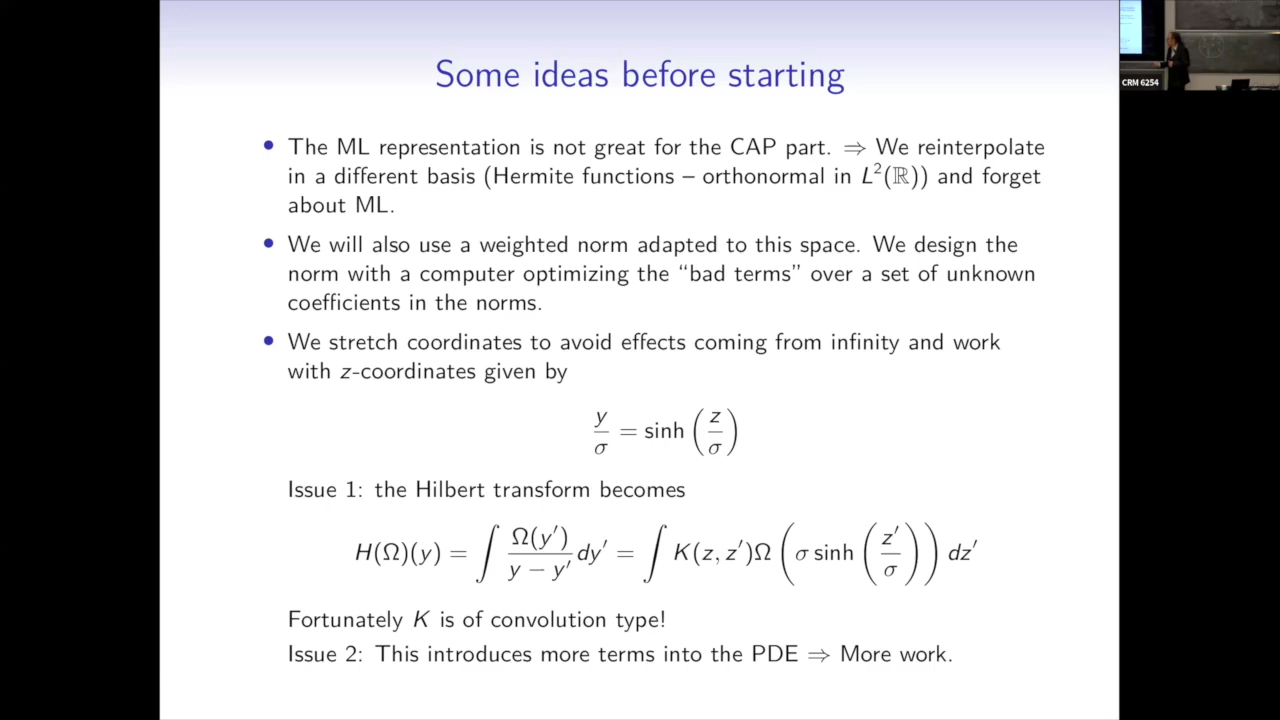 Some ideas before starting
• The ML representation is not great for the CAP part. ⇒ We reinterpolate
in a different basis (Hermite functions – orthonormal in L²(ℝ)) and forget
about ML.
• We will also use a weighted norm adapted to this space. We design the
norm with a computer optimizing the “bad terms” over a set of unknown
coefficients in the norms.
• We stretch coordinates to avoid effects coming from infinity and work
with z-coordinates given by
y/σ = sinh (z/σ)
Issue 1: the Hilbert transform becomes
H(Ω)(y) = ∫ Ω(y′)/(y − y′) dy′ = ∫ K(z, z′)Ω (σ sinh (z′/σ)) dz′
Fortunately K is of convolution type!
Issue 2: This introduces more terms into the PDE ⇒ More work.
CRM 6254